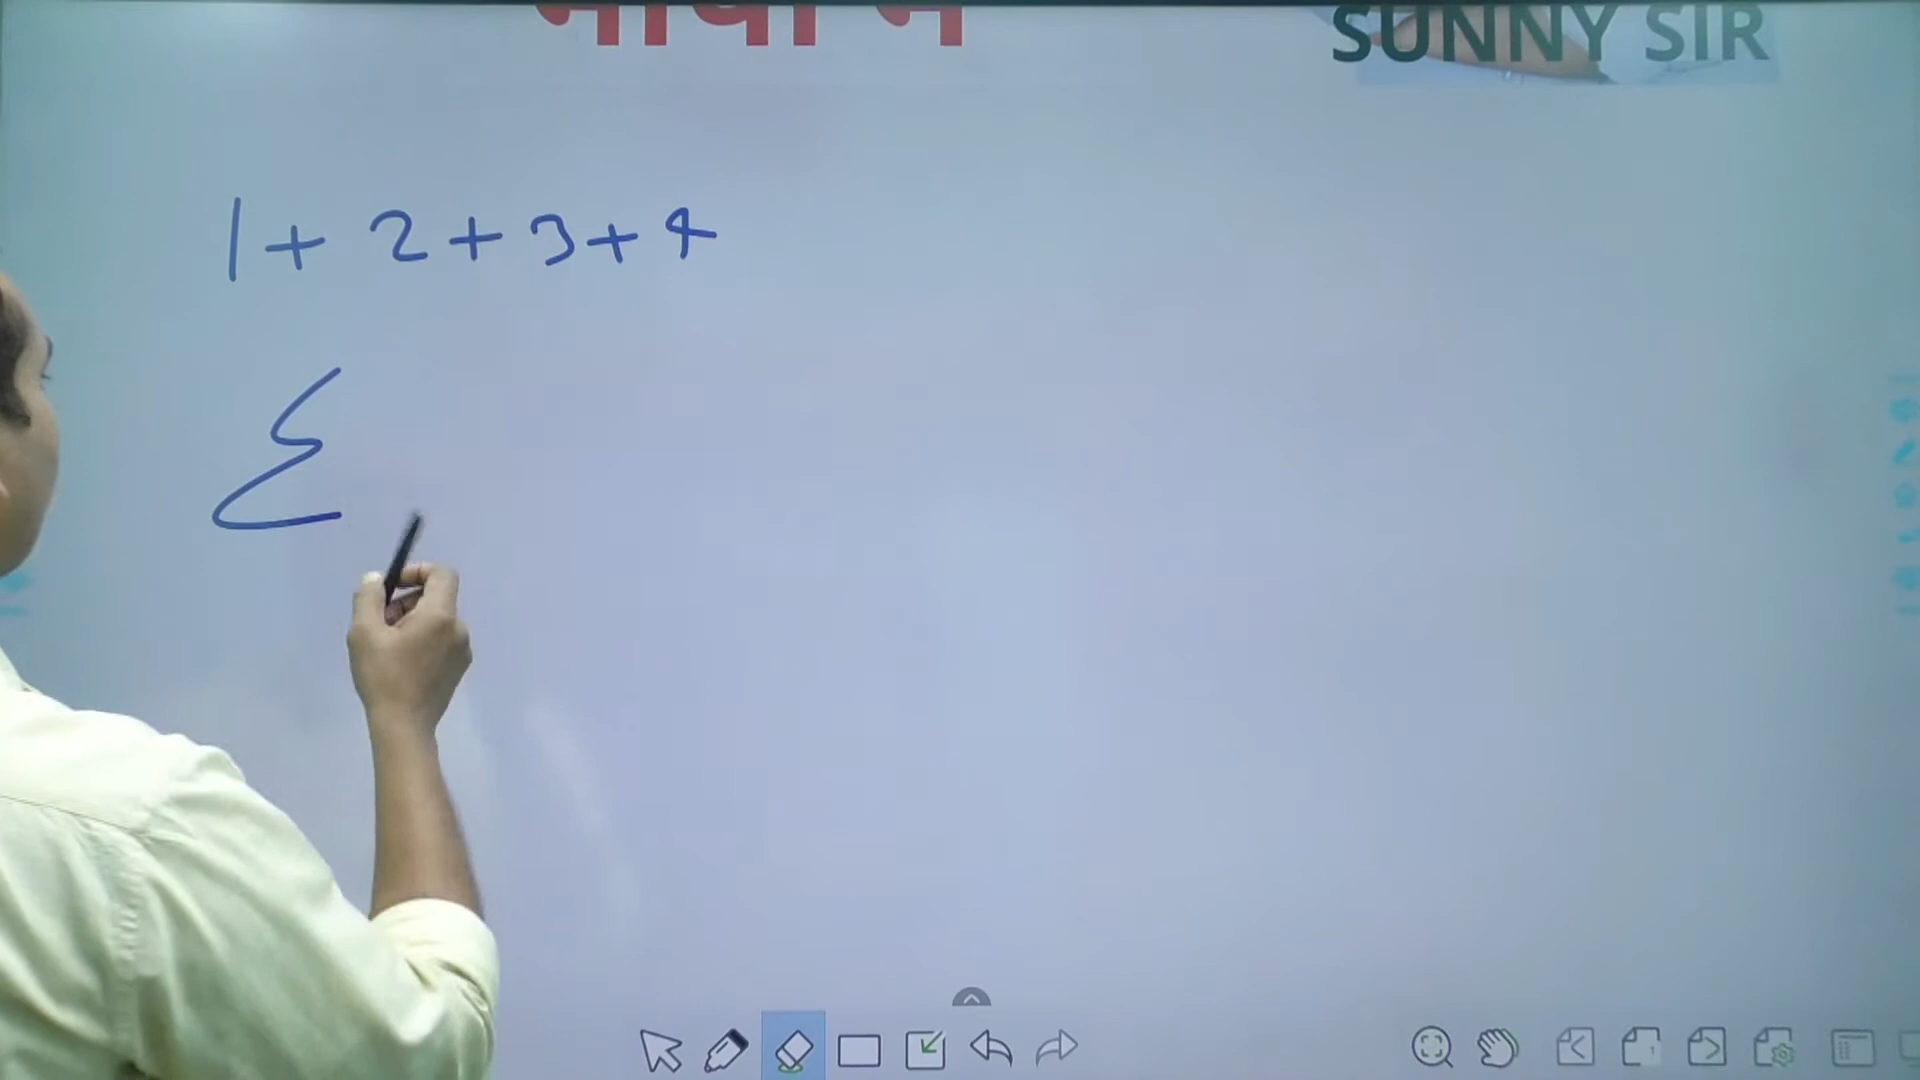 SUNNY SIR
1 + 2 + 3 + 4
Σ